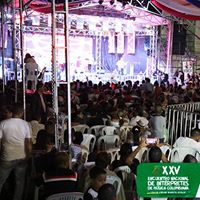 XXV
ENCUENTRO NACIONAL
DE INTÉRPRETES
DE MÚSICA COLOMBIANA